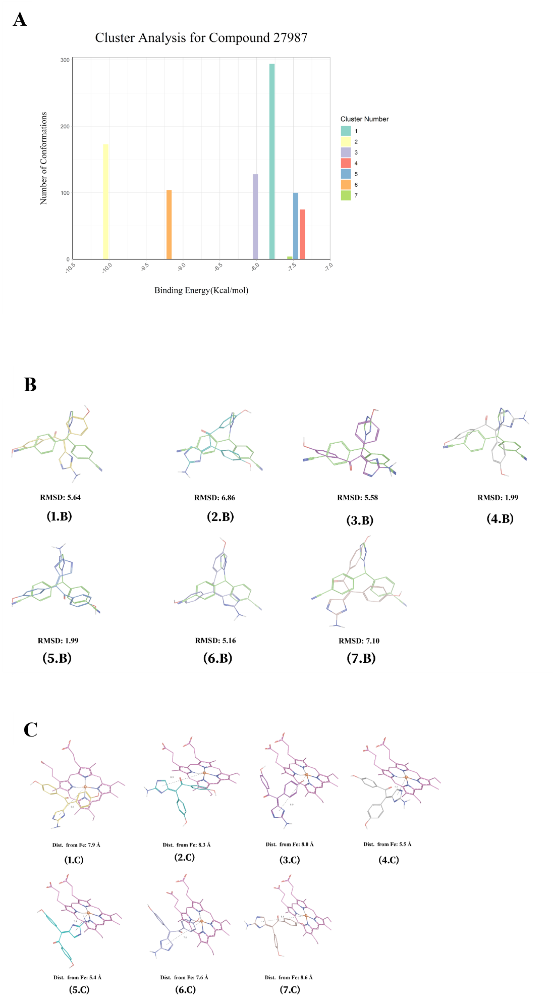 A
Cluster Analysis for Compound 27987
Number of Conformations
300
200
100
0
-10.5
-10.0
-9.5
-9.0
-8.5
-8.0
-7.5
-7.0
Binding Energy(Kcal/mol)
Cluster Number
1
2
3
4
5
6
7
B
RMSD: 5.64
RMSD: 6.86
RMSD: 5.58
RMSD: 1.99
(1.B)
(2.B)
(3.B)
(4.B)
RMSD: 1.99
RMSD: 5.16
RMSD: 7.10
(5.B)
(6.B)
(7.B)
C
Dist. from Fe: 7.9 Å
Dist. from Fe: 8.3 Å
Dist. from Fe: 8.0 Å
Dist. from Fe: 5.5 Å
(1.C)
(2.C)
(3.C)
(4.C)
Dist. from Fe: 5.4 Å
Dist. from Fe: 7.6 Å
Dist. from Fe: 8.6 Å
(5.C)
(6.C)
(7.C)